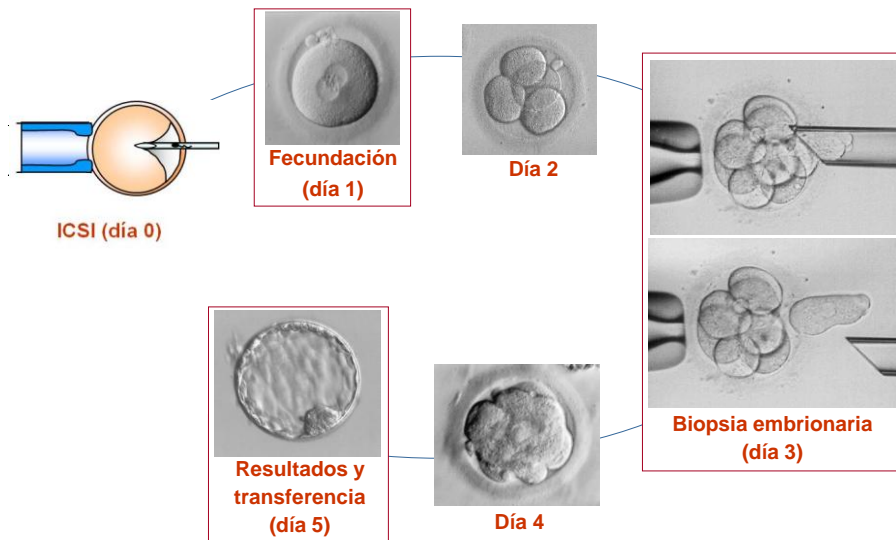 ICSI (día 0)
Fecundación
(día 1)
Día 2
Biopsia embrionaria
(día 3)
Día 4
Resultados y
transferencia
(día 5)